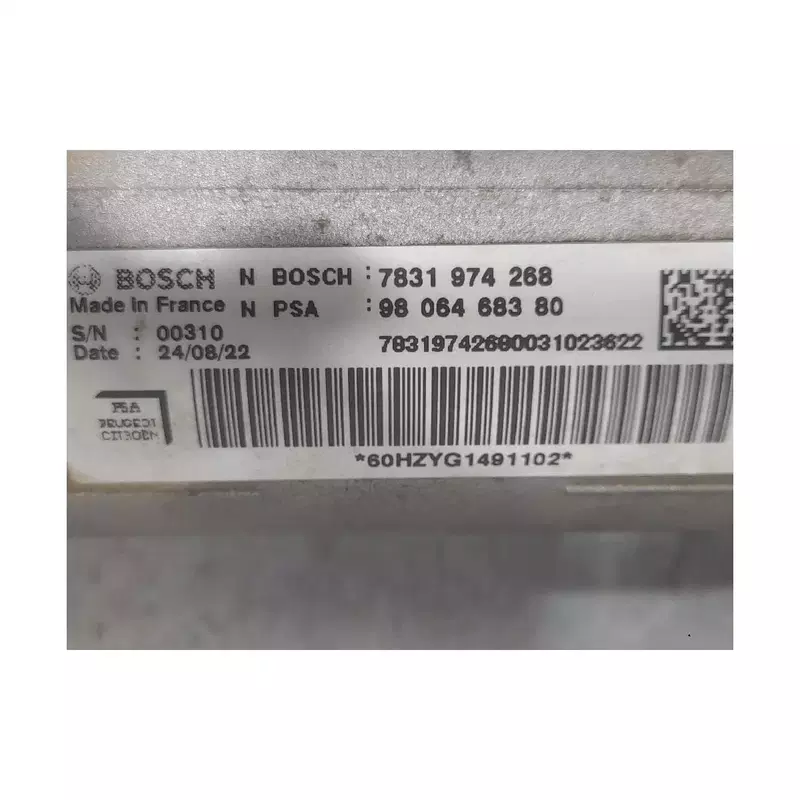 BOSCH N BOSCH : 7831 974 268
Made in France N PSA : 98 064 683 80
S/N : 00310
Date : 24/08/22 78319742680031023622
PSA
PEUGEOT
CITROËN
*60HZYG1491102*